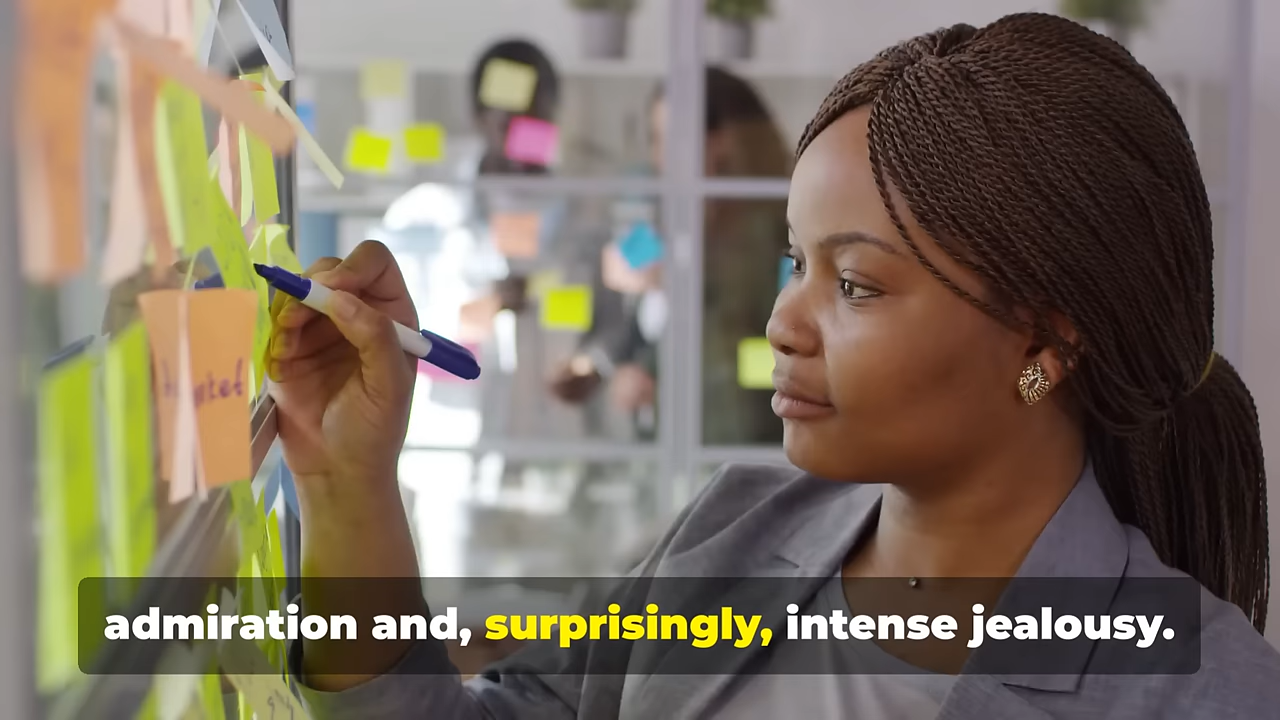 admiration and, surprisingly, intense jealousy.